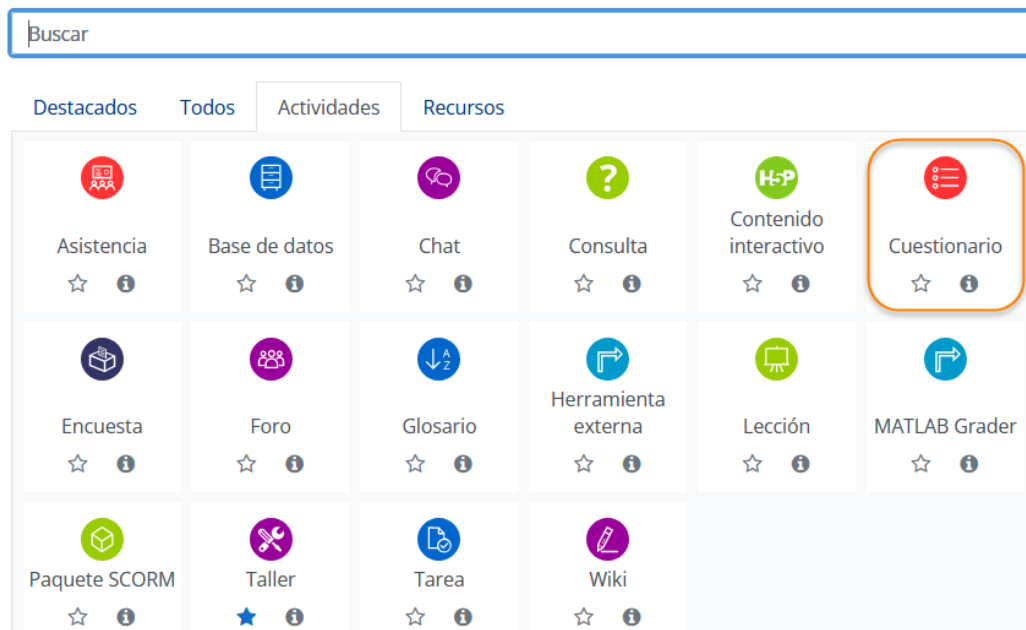 Buscar
Destacados Todos Actividades Recursos
H5P
Asistencia Base de datos Chat Consulta Contenido interactivo Cuestionario
A Z
Encuesta Foro Glosario Herramienta externa Lección MATLAB Grader
Paquete SCORM Taller Tarea Wiki